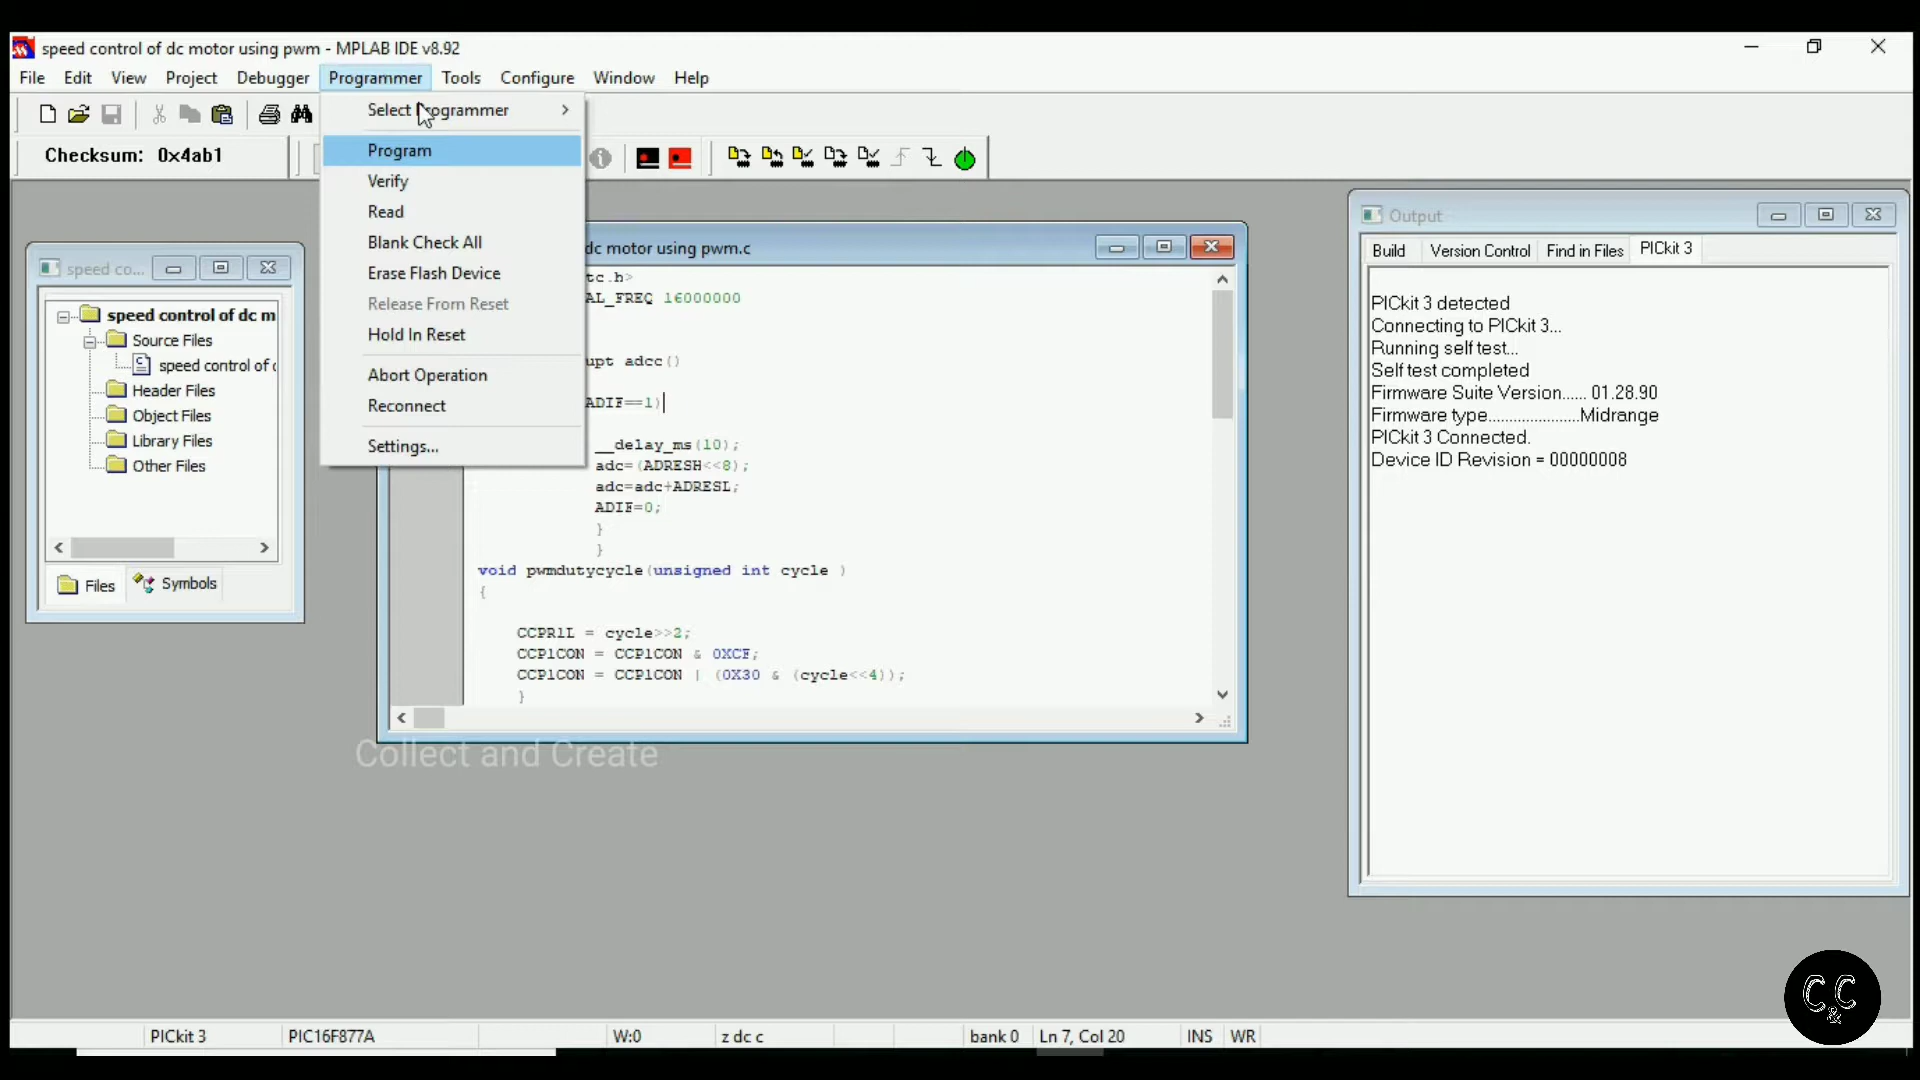 speed control of dc motor using pwm - MPLAB IDE v8.92
File Edit View Project Debugger Programmer Tools Configure Window Help
Checksum: 0x4ab1
Select Programmer
Program
Verify
Read
Blank Check All
Erase Flash Device
Release From Reset
Hold In Reset
Abort Operation
Reconnect
Settings...
speed co...
speed control of dc m
Source Files
speed control of
Header Files
Object Files
Library Files
Other Files
Files Symbols
dc motor using pwm.c
tc.h>
AL_FREQ 16000000
upt adcc()
ADIF==1)
__delay_ms(10);
adc=(ADRESH<<8);
adc=adc+ADRESL;
ADIF=0;
}
}
void pwmdutycycle(unsigned int cycle )
{
CCPR1L = cycle>>2;
CCP1CON = CCP1CON & 0XCF;
CCP1CON = CCP1CON | (0X30 & (cycle<<4));
}
Output
Build Version Control Find in Files PICkit 3
PICkit 3 detected
Connecting to PICkit 3...
Running self test...
Self test completed
Firmware Suite Version...... 01.28.90
Firmware type......................Midrange
PICkit 3 Connected.
Device ID Revision = 00000008
Collect and Create
C & C
PICkit 3 PIC16F877A W:0 z dc c bank 0 Ln 7, Col 20 INS WR